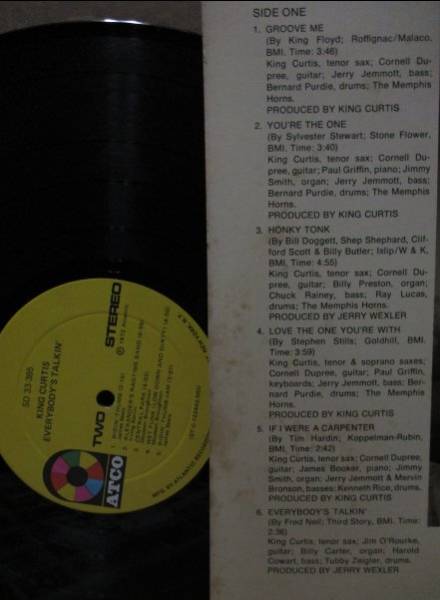 SIDE ONE
1. GROOVE ME
(By King Floyd; Roffignac/Malaco,
BMI. Time: 3:46)
King Curtis, tenor sax; Cornell Du-
pree, guitar; Jerry Jemmott, bass;
Bernard Purdie, drums; The Memphis
Horns.
PRODUCED BY KING CURTIS
2. YOU'RE THE ONE
(By Sylvester Stewart; Stone Flower,
BMI. Time: 3:40)
King Curtis, tenor sax; Cornell Du-
pree, guitar; Paul Griffin, piano; Jimmy
Smith, organ; Jerry Jemmott, bass;
Bernard Purdie, drums; The Memphis
Horns.
PRODUCED BY KING CURTIS
3. HONKY TONK
(By Bill Doggett, Shep Shephard, Clif-
ford Scott & Billy Butler; Islip/W & K,
BMI, Time: 4:55)
King Curtis, tenor sax; Cornell Du-
pree, guitar; Billy Preston, organ;
Chuck Rainey, bass; Ray Lucas,
drums; The Memphis Horns.
PRODUCED BY JERRY WEXLER
4. LOVE THE ONE YOU'RE WITH
(By Stephen Stills; Goldhill, BMI.
Time: 3:59)
King Curtis, tenor & soprano saxes;
Cornell Dupree, guitar; Paul Griffin,
keyboards; Jerry Jemmott, bass; Ber-
nard Purdie, drums; The Memphis
Horns.
PRODUCED BY KING CURTIS
5. IF I WERE A CARPENTER
(By Tim Hardin; Koppelman-Rubin,
BMI. Time: 2:42)
King Curtis, tenor sax; Cornell Dupree,
guitar; James Booker, piano; Jimmy
Smith, organ; Jerry Jemmott & Mervin
Bronson, basses; Kenneth Rice, drums.
PRODUCED BY KING CURTIS
6. EVERYBODY'S TALKIN'
(By Fred Neil; Third Story, BMI. Time:
2:36)
King Curtis, tenor sax; Jim O'Rourke,
guitar; Billy Carter, organ; Harold
Cowart, bass; Tubby Zeigler, drums.
PRODUCED BY JERRY WEXLER
SD 33-385
KING CURTIS
EVERYBODY'S TALKIN'
TWO
STEREO
ATCO
MFG. BY ATLANTIC